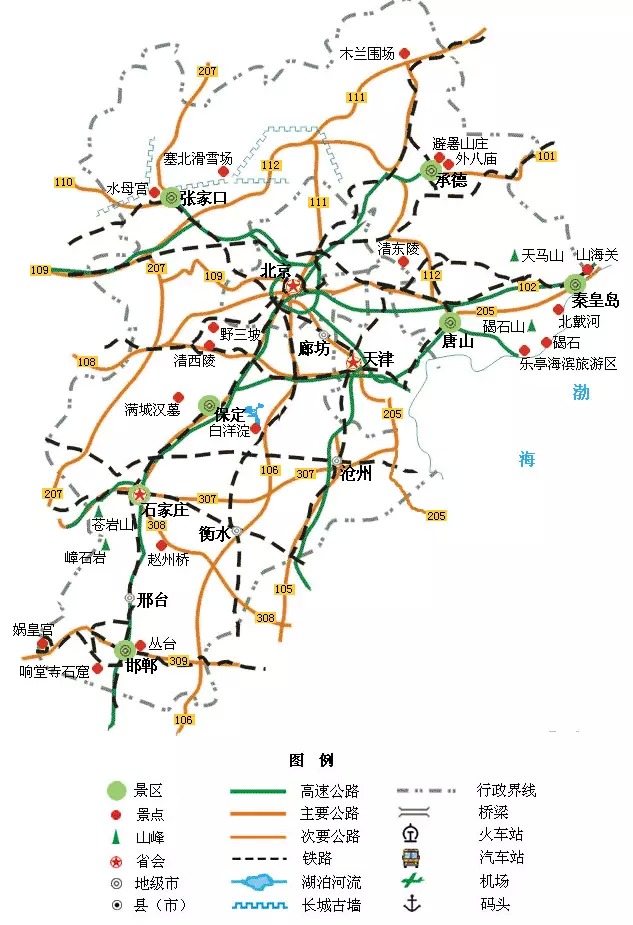 木兰围场
207
111
避暑山庄
外八庙
101
塞北滑雪场
112
承德
110
水母宫
张家口
111
清东陵
天马山
山海关
109
207
109
北京
112
102
秦皇岛
205
北戴河
野三坡
廊坊
唐山
碣石山
碣石
清西陵
天津
108
乐亭海滨旅游区
渤
满城汉墓
保定
205
白洋淀
海
106
307
沧州
207
307
石家庄
205
苍岩山
308
衡水
嶂石岩
赵州桥
105
邢台
308
娲皇宫
丛台
309
邯郸
响堂寺石窟
106
图 例
景区
高速公路
行政界线
景点
主要公路
桥梁
山峰
次要公路
火车站
省会
铁路
汽车站
地级市
湖泊河流
机场
县（市）
长城古墙
码头